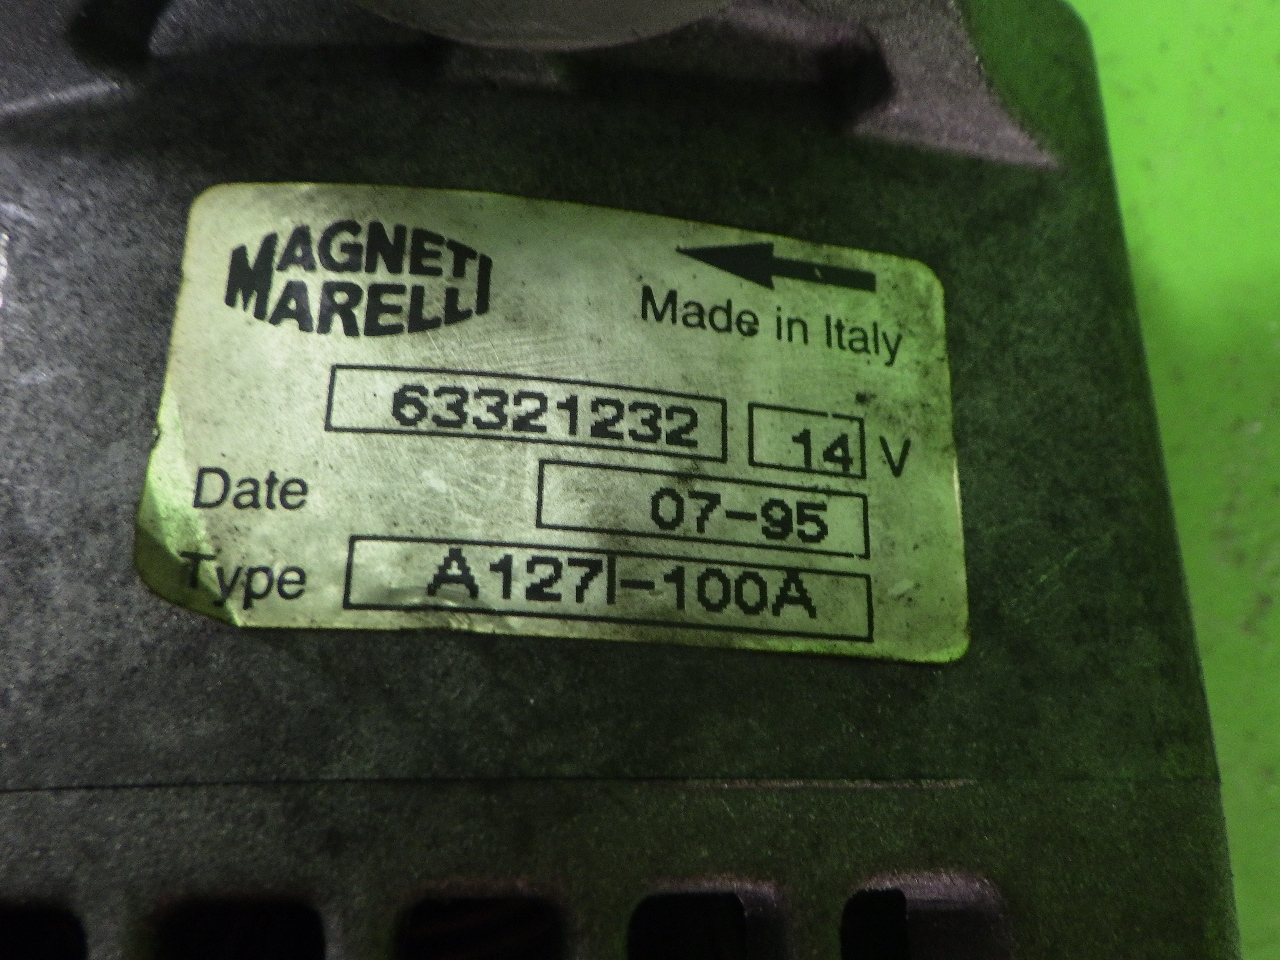 MAGNETI
MARELLI
Made in Italy
63321232 14 V
Date 07-95
Type A127I-100A